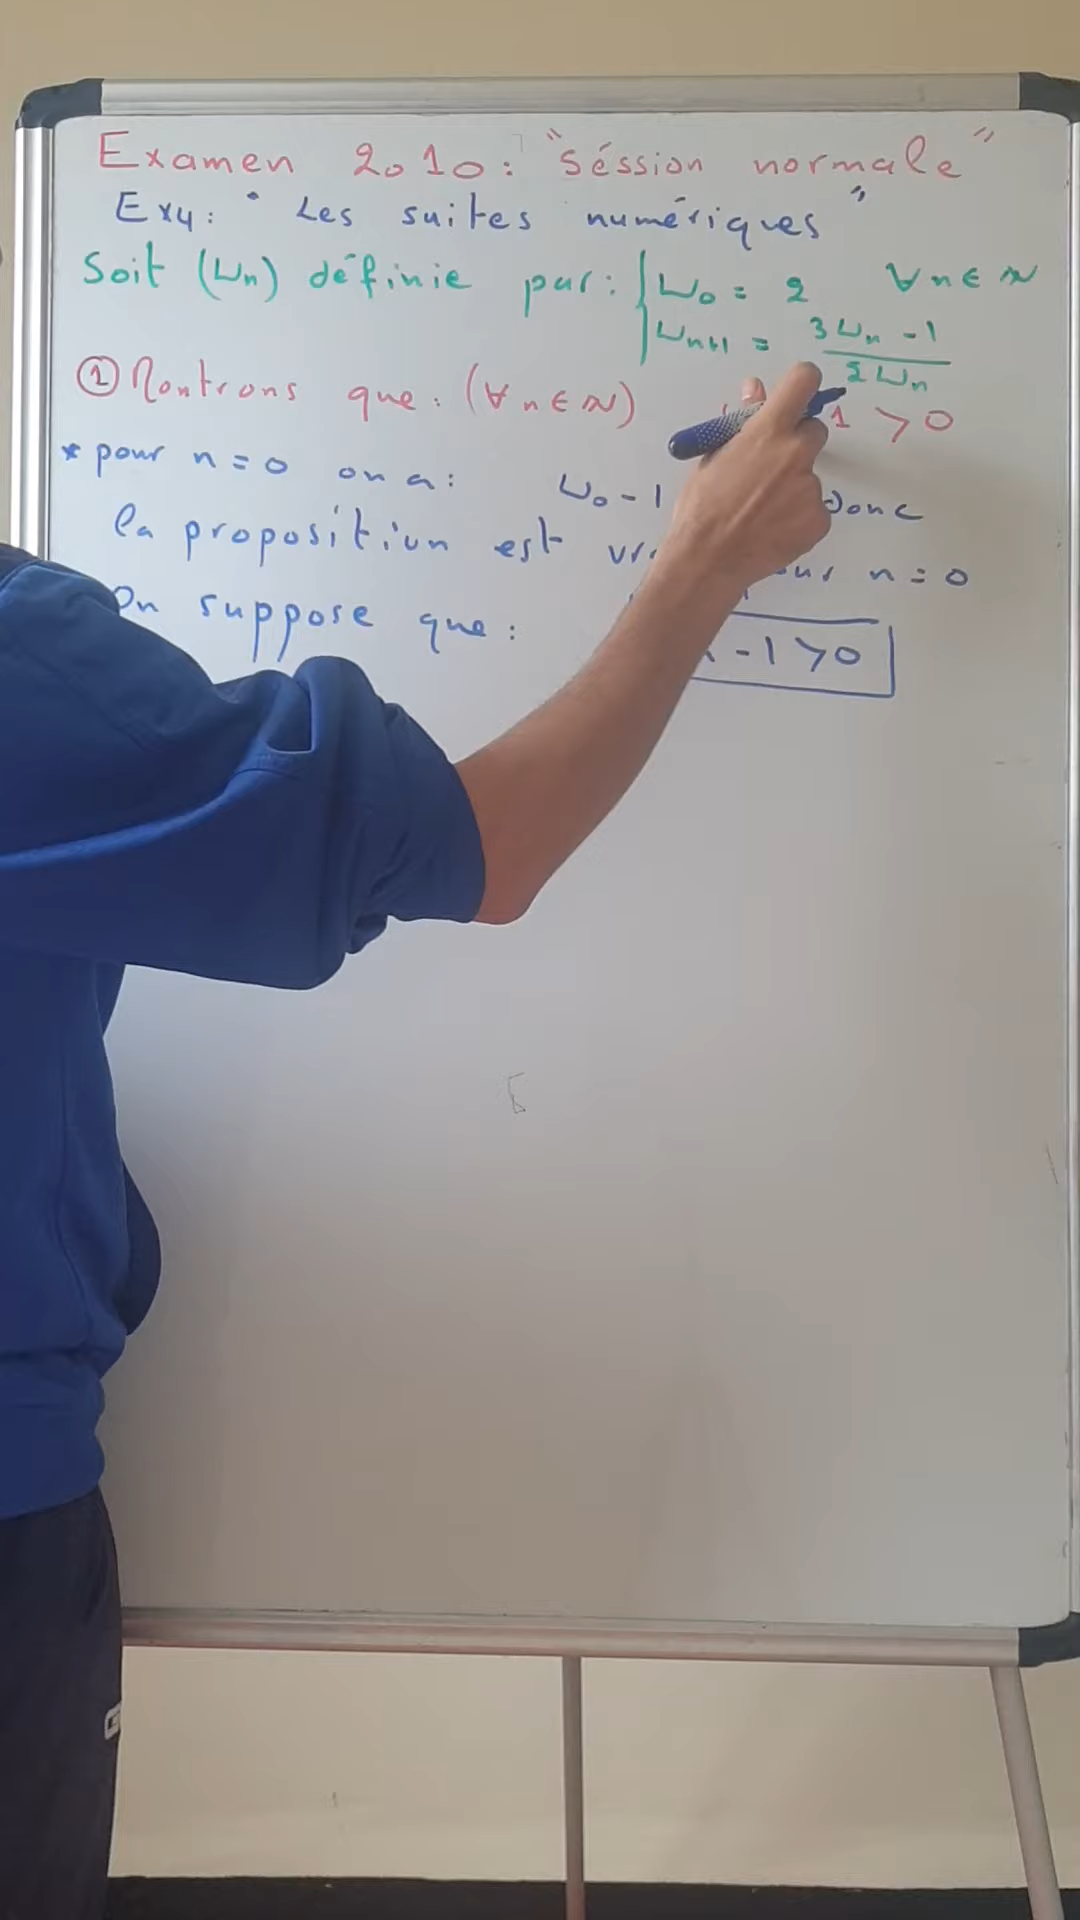 Examen 2010: "Séssion normale"
Ex4: "Les suites numériques"
Soit (Un) définie par: U0 = 2 ∀n∈N
Un+1 = 3Un - 1 / 2Un
① Montrons que: (∀n∈N) 1 > 0
* pour n = 0 on a: U0 - 1 donc
la proposition est n = 0
On suppose que: - 1 > 0